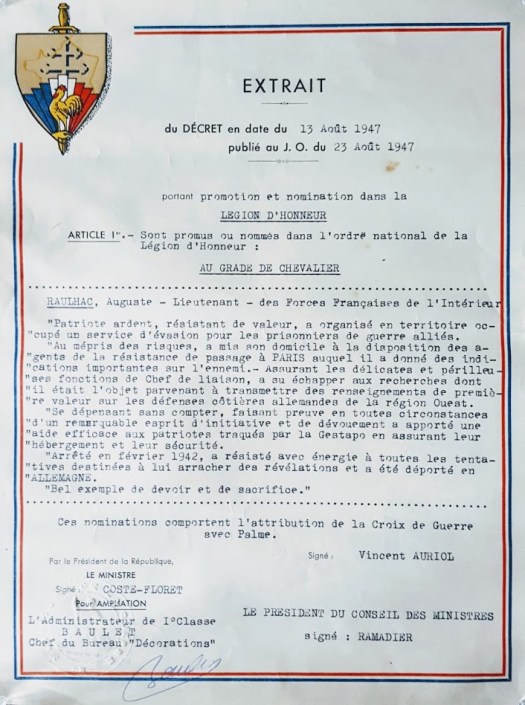 EXTRAIT
du DÉCRET en date du 13 Août 1947
publié au J. O. du 23 Août 1947
portant promotion et nomination dans la
LEGION D'HONNEUR
ARTICLE Ier.- Sont promus ou nommés dans l'ordre national de la
Légion d'Honneur :
AU GRADE DE CHEVALIER
RAULHAC, Auguste - Lieutenant - des Forces Françaises de l'Intérieur
"Patriote ardent, résistant de valeur, a organisé en territoire oc-
"cupé un service d'évasion pour les prisonniers de guerre alliés.
"Au mépris des risques, a mis son domicile à la disposition des a-
"gents de la résistance de passage à PARIS auquel il a donné des indi-
"cations importantes sur l'ennemi.- Assurant les délicates et périlleu-
"ses fonctions de Chef de liaison, a su échapper aux recherches dont
"il était l'objet parvenant à transmettre des renseignements de premiè-
"re valeur sur les défenses côtières allemandes de la région Ouest.
"Se dépensant sans compter, faisant preuve en toutes circonstances
"d'un remarquable esprit d'initiative et de dévouement a apporté une
"aide efficace aux patriotes traqués par la Gestapo en assurant leur
"hébergement et leur sécurité.
"Arrêté en février 1942, a résisté avec énergie à toutes les tenta-
"tives destinées à lui arracher des révélations et a été déporté en
"ALLEMAGNE.
"Bel exemple de devoir et de sacrifice."
Ces nominations comportent l'attribution de la Croix de Guerre
avec Palme.
Signé : Vincent AURIOL
Par le Président de la République,
LE MINISTRE
Signé : COSTE-FLORET
Pour AMPLIATION
L'Administrateur de I°Classe
BAULET
Chef du Bureau "Décorations"
LE PRESIDENT DU CONSEIL DES MINISTRES
signé : RAMADIER